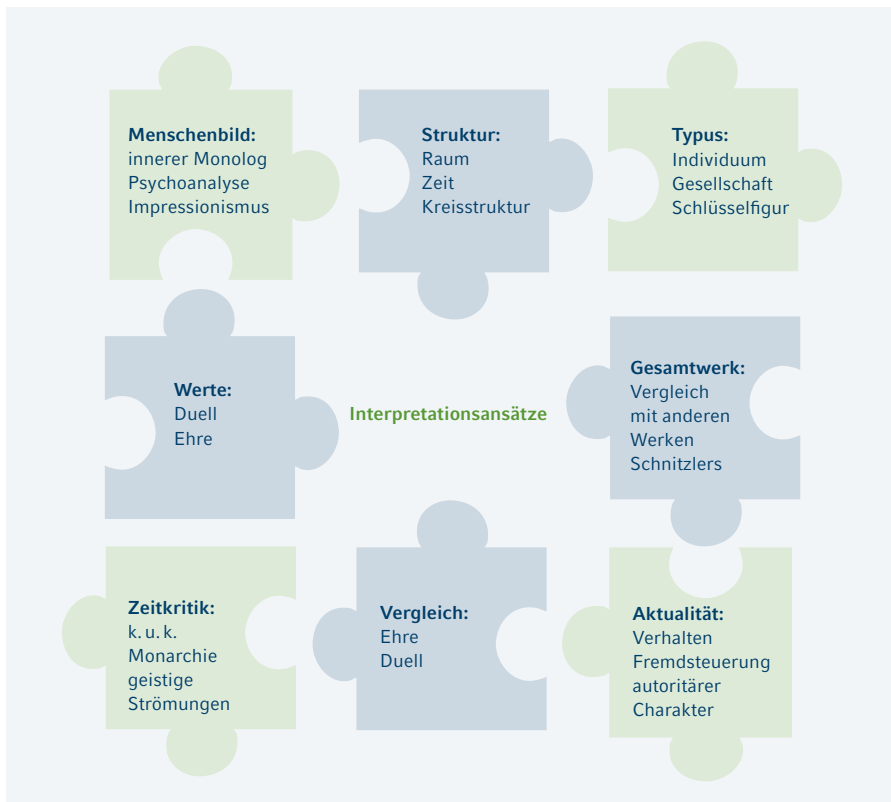 Menschenbild:
innerer Monolog
Psychoanalyse
Impressionismus
Struktur:
Raum
Zeit
Kreisstruktur
Typus:
Individuum
Gesellschaft
Schlüsselfigur
Werte:
Duell
Ehre
Interpretationsansätze
Gesamtwerk:
Vergleich
mit anderen
Werken
Schnitzlers
Zeitkritik:
k. u. k.
Monarchie
geistige
Strömungen
Vergleich:
Ehre
Duell
Aktualität:
Verhalten
Fremdsteuerung
autoritärer
Charakter